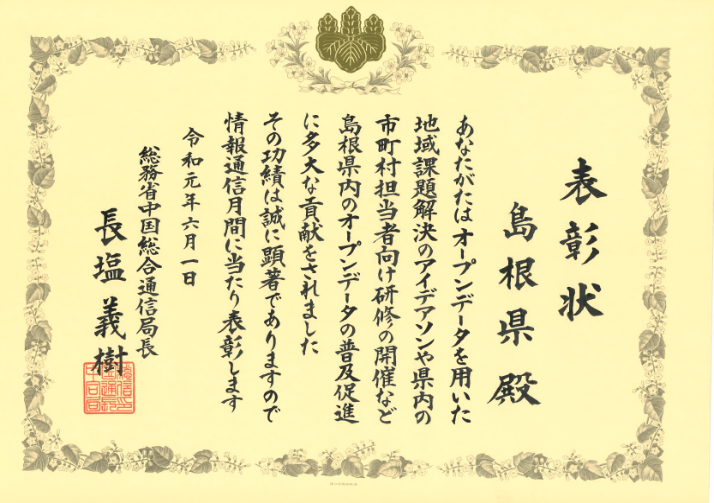 表彰状
島根県殿
あなたがたはオープンデータを用いた
地域課題解決のアイデアソンや県内の
市町村担当者向け研修の開催など
島根県内のオープンデータの普及促進
に多大な貢献をされました
その功績は誠に顕著でありますので
情報通信月間に当たり表彰します
令和元年六月一日
総務省中国総合通信局長
長塩義樹